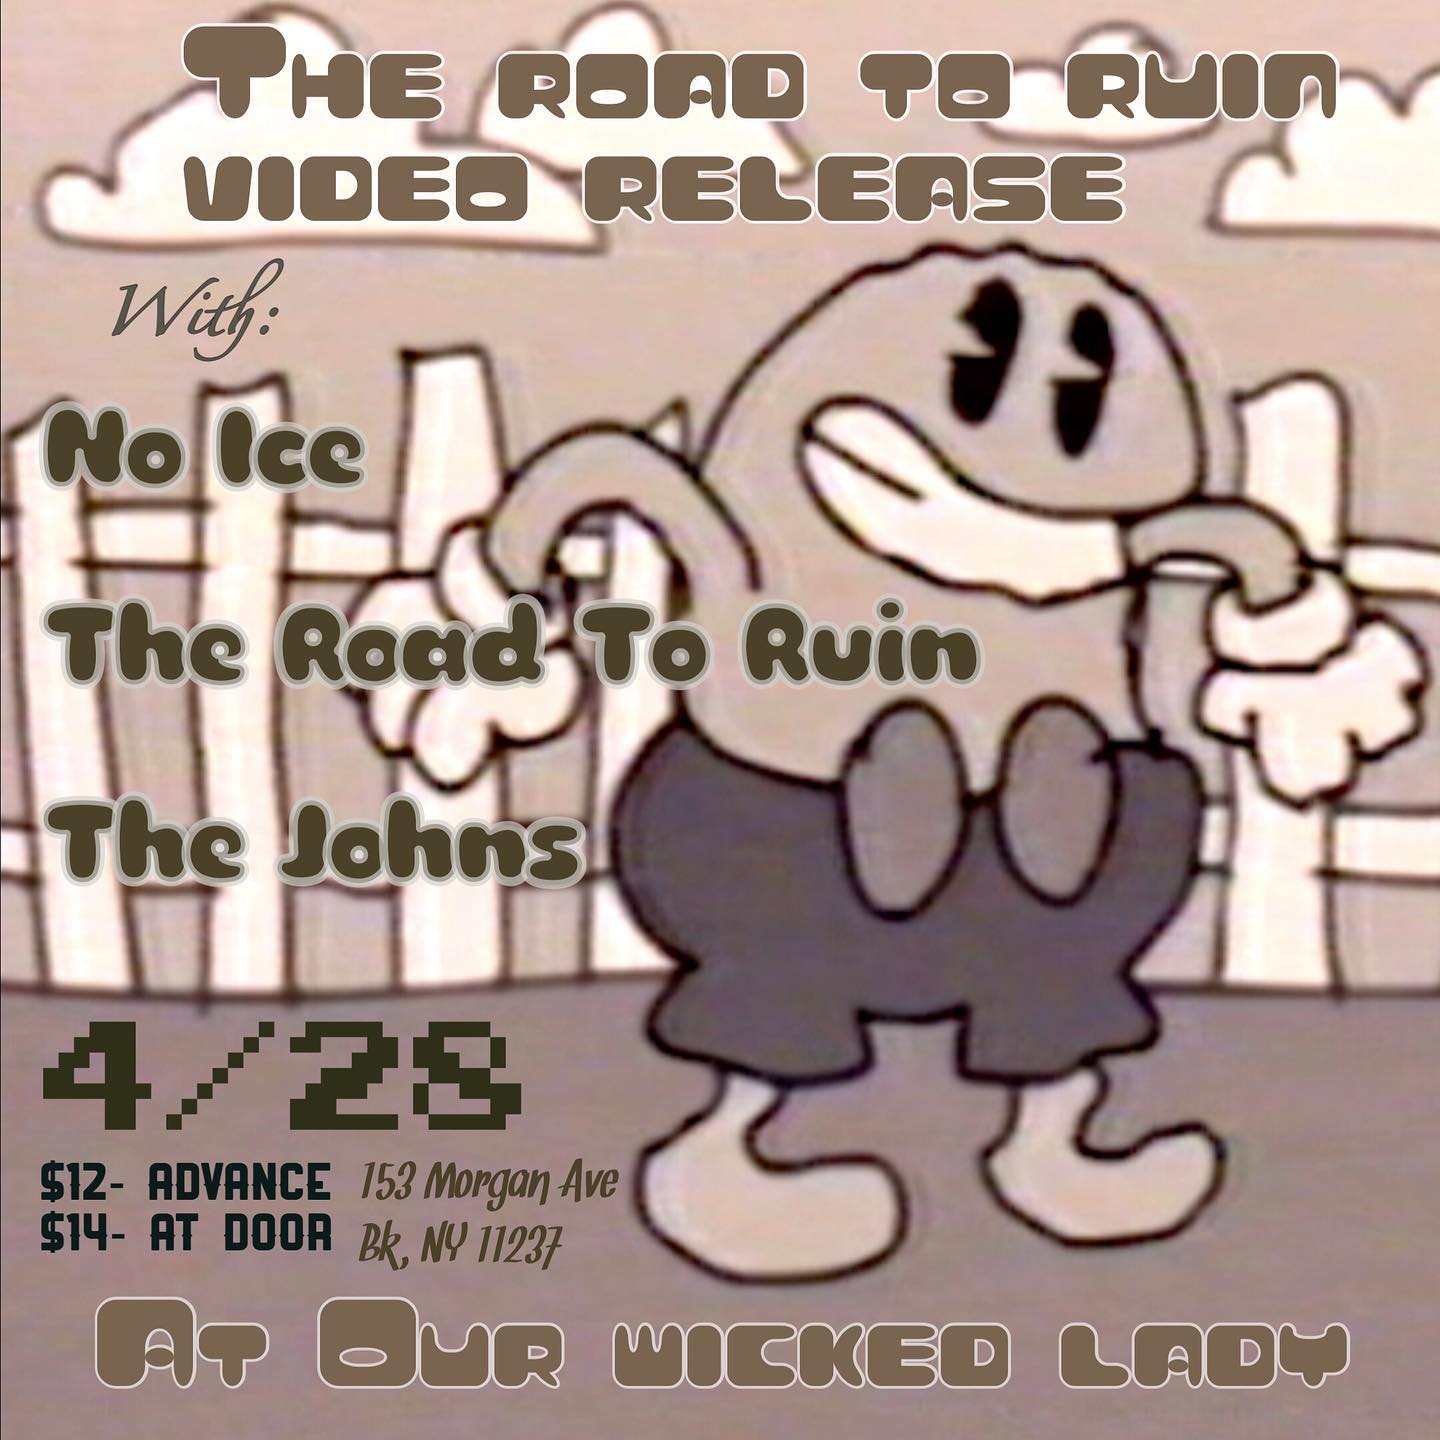 The road to ruin
video release
With:
No Ice
The Road To Ruin
The Johns
4/28
$12- ADVANCE
$14- AT DOOR
153 Morgan Ave
Bk, NY 11237
At Our wicked lady